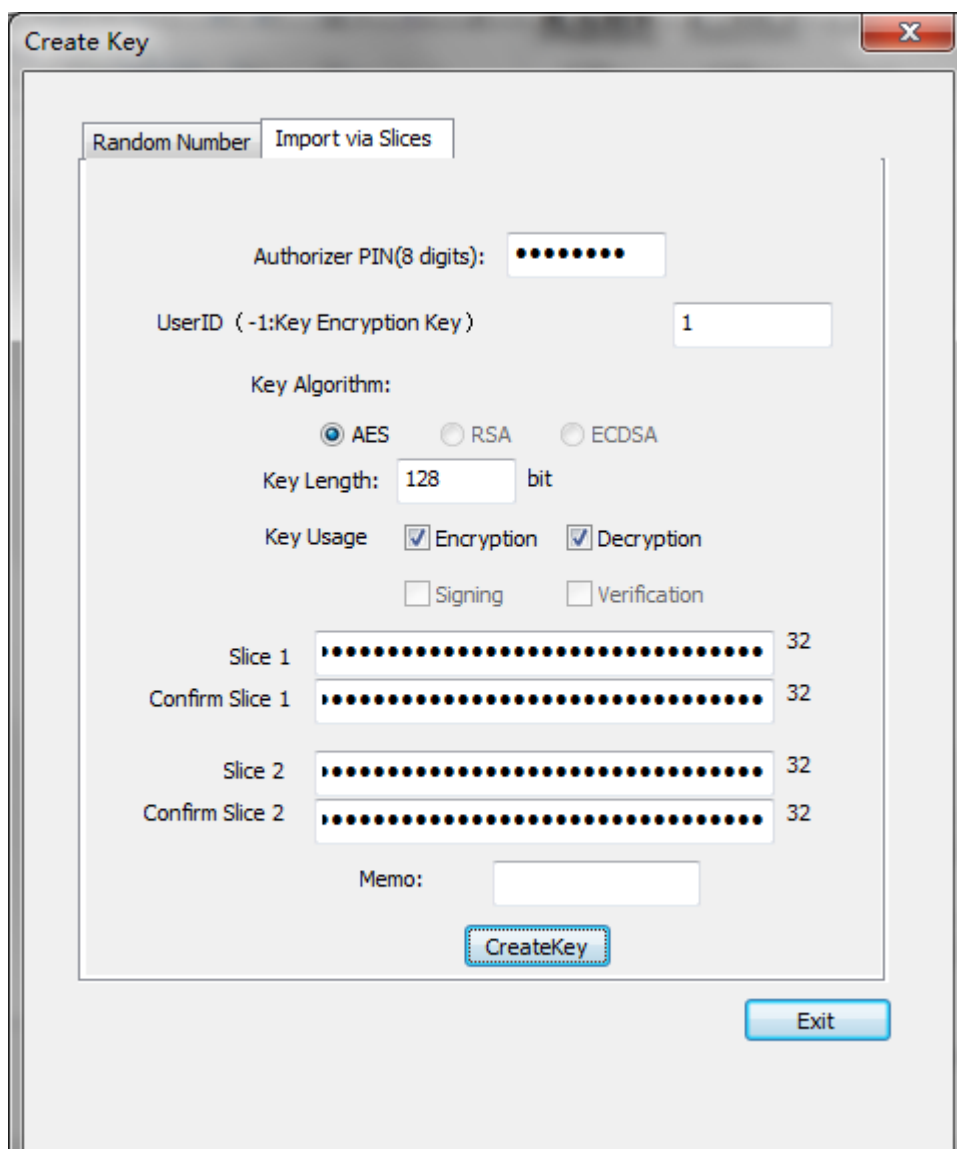 Create Key
Random Number Import via Slices
Authorizer PIN(8 digits): ●●●●●●●●
UserID（-1:Key Encryption Key） 1
Key Algorithm:
AES RSA ECDSA
Key Length: 128 bit
Key Usage Encryption Decryption
Signing Verification
Slice 1 32
Confirm Slice 1 32
Slice 2 32
Confirm Slice 2 32
Memo:
CreateKey
Exit